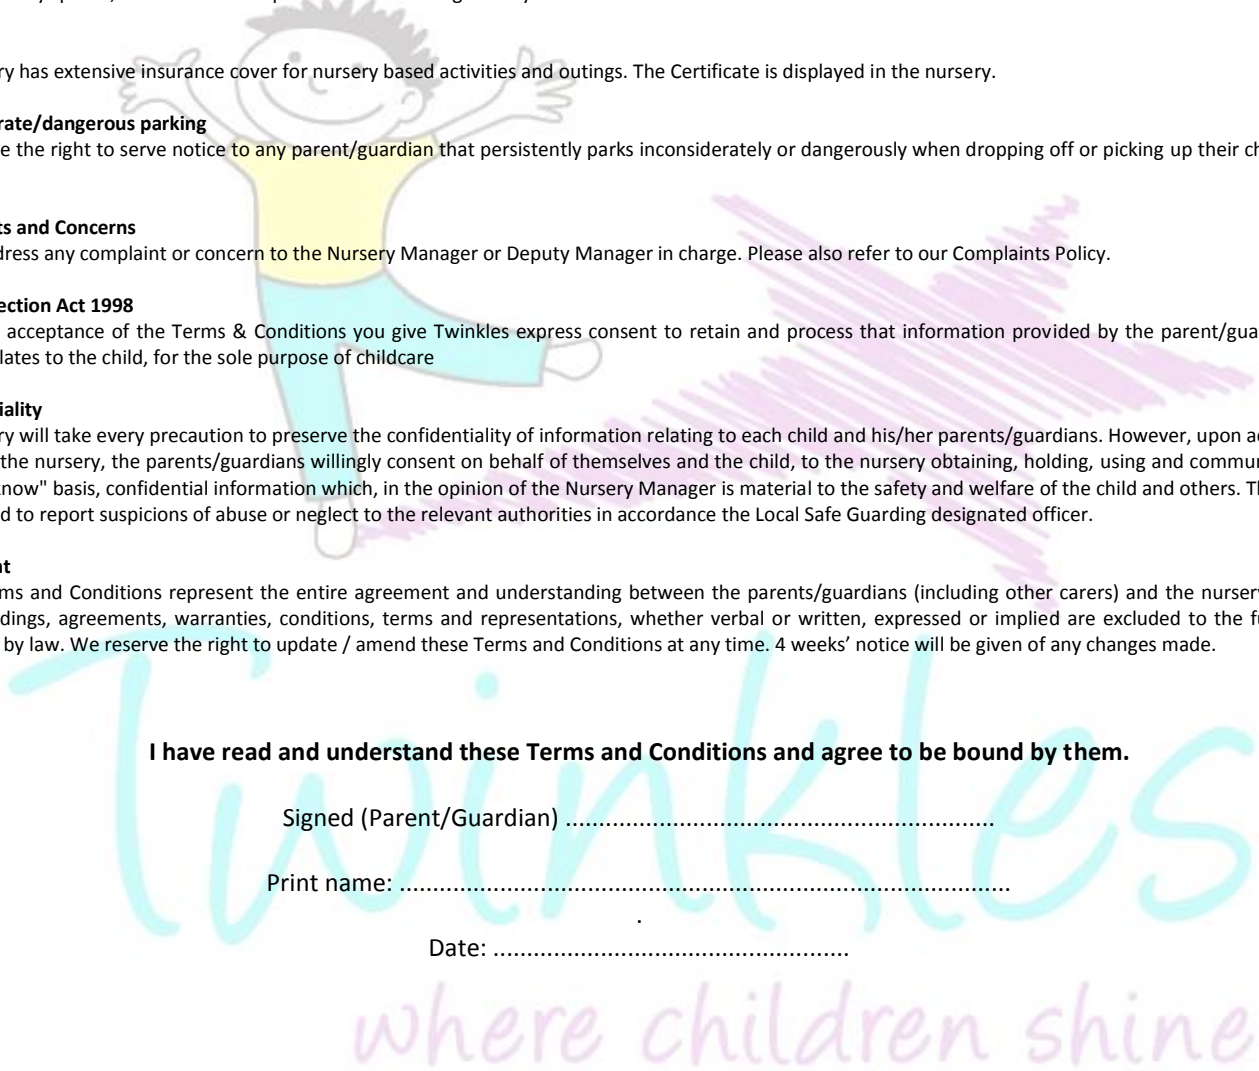 ry has extensive insurance cover for nursery based activities and outings. The Certificate is displayed in the nursery.
rate/dangerous parking
e the right to serve notice to any parent/guardian that persistently parks inconsiderately or dangerously when dropping off or picking up their ch
ts and Concerns
dress any complaint or concern to the Nursery Manager or Deputy Manager in charge. Please also refer to our Complaints Policy.
ection Act 1998
acceptance of the Terms & Conditions you give Twinkles express consent to retain and process that information provided by the parent/gua
lates to the child, for the sole purpose of childcare
iality
ry will take every precaution to preserve the confidentiality of information relating to each child and his/her parents/guardians. However, upon a
the nursery, the parents/guardians willingly consent on behalf of themselves and the child, to the nursery obtaining, holding, using and commu
know" basis, confidential information which, in the opinion of the Nursery Manager is material to the safety and welfare of the child and others. T
d to report suspicions of abuse or neglect to the relevant authorities in accordance the Local Safe Guarding designated officer.
nt
ms and Conditions represent the entire agreement and understanding between the parents/guardians (including other carers) and the nurser
dings, agreements, warranties, conditions, terms and representations, whether verbal or written, expressed or implied are excluded to the f
by law. We reserve the right to update / amend these Terms and Conditions at any time. 4 weeks’ notice will be given of any changes made.
Twinkles
I have read and understand these Terms and Conditions and agree to be bound by them.
Signed (Parent/Guardian) ................................................................
Print name: ...........................................................................................
.
Date: .....................................................
where children shine